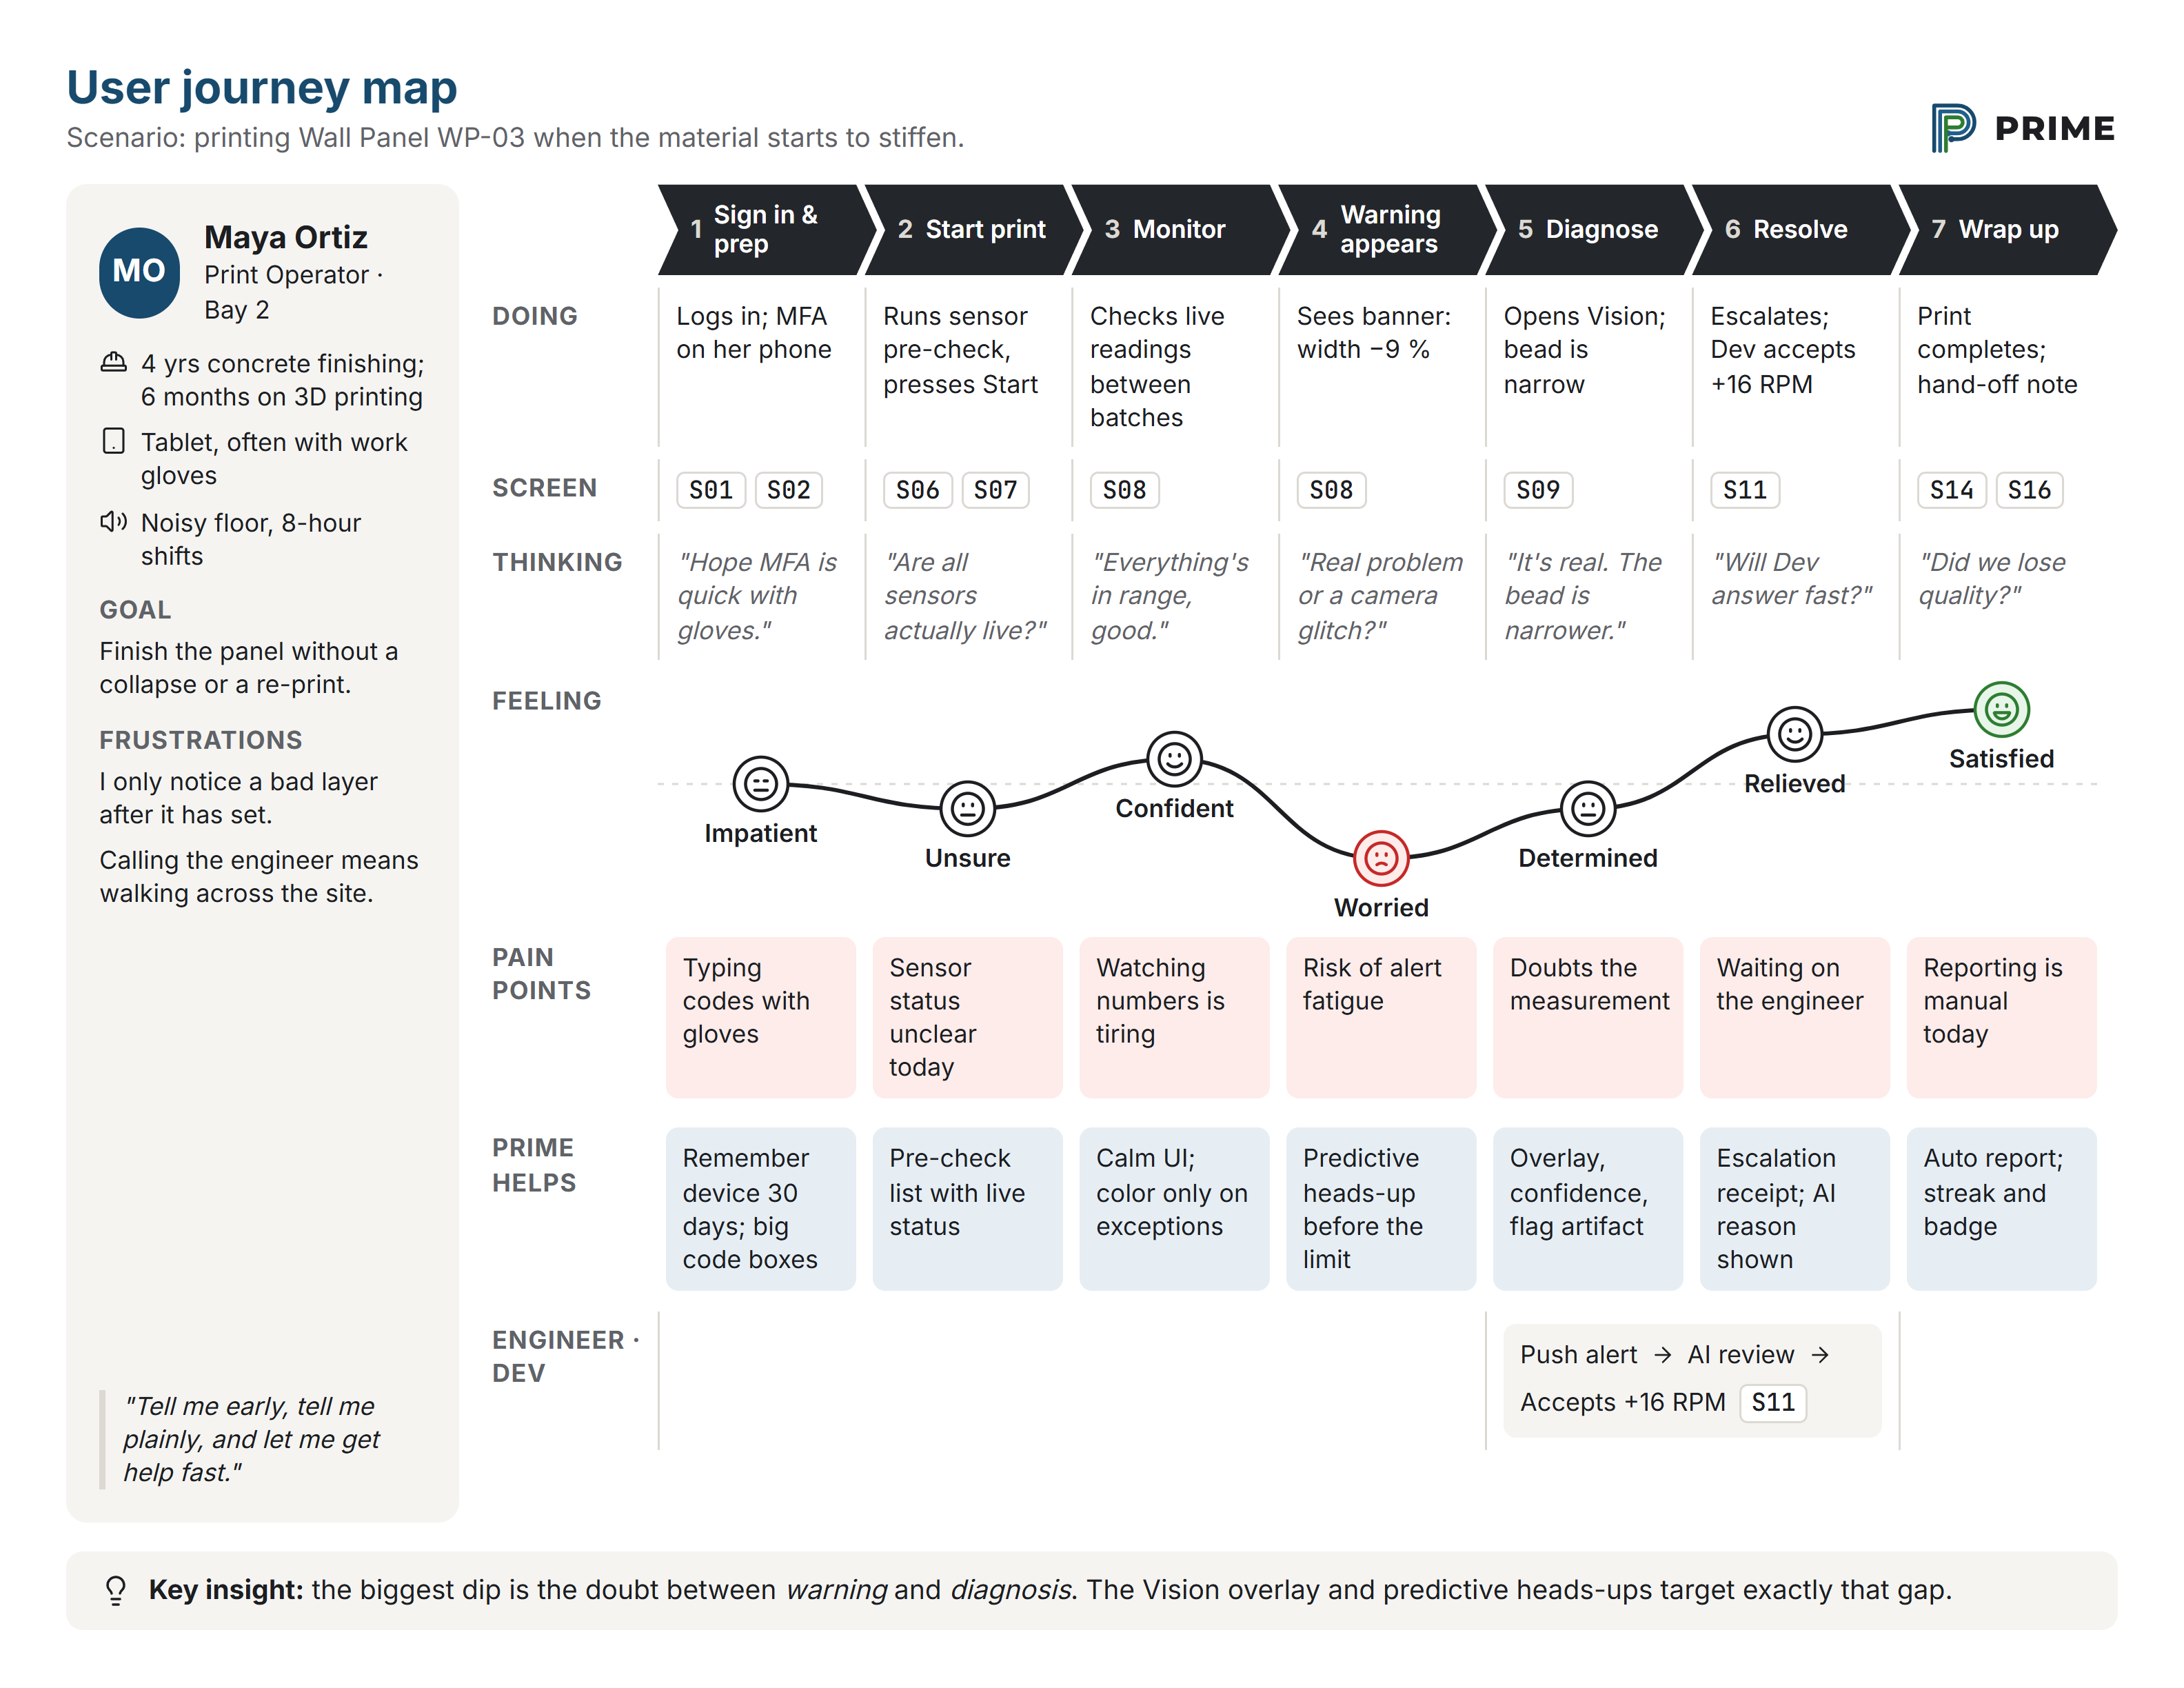 User journey map
Scenario: printing Wall Panel WP-03 when the material starts to stiffen.
PRIME
MO
Maya Ortiz
Print Operator ·
Bay 2
4 yrs concrete finishing;
6 months on 3D printing
Tablet, often with work
gloves
Noisy floor, 8-hour
shifts
GOAL
Finish the panel without a
collapse or a re-print.
FRUSTRATIONS
I only notice a bad layer
after it has set.
Calling the engineer means
walking across the site.
"Tell me early, tell me
plainly, and let me get
help fast."
1 Sign in &
prep
2 Start print
3 Monitor
4 Warning
appears
5 Diagnose
6 Resolve
7 Wrap up
DOING
Logs in; MFA
on her phone
Runs sensor
pre-check,
presses Start
Checks live
readings
between
batches
Sees banner:
width −9 %
Opens Vision;
bead is
narrow
Escalates;
Dev accepts
+16 RPM
Print
completes;
hand-off note
SCREEN
S01 S02
S06 S07
S08
S08
S09
S11
S14 S16
THINKING
"Hope MFA is
quick with
gloves."
"Are all
sensors
actually live?"
"Everything's
in range,
good."
"Real problem
or a camera
glitch?"
"It's real. The
bead is
narrower."
"Will Dev
answer fast?"
"Did we lose
quality?"
FEELING
Impatient
Unsure
Confident
Worried
Determined
Relieved
Satisfied
PAIN
POINTS
Typing
codes with
gloves
Sensor
status
unclear
today
Watching
numbers is
tiring
Risk of alert
fatigue
Doubts the
measurement
Waiting on
the engineer
Reporting is
manual
today
PRIME
HELPS
Remember
device 30
days; big
code boxes
Pre-check
list with live
status
Calm UI;
color only on
exceptions
Predictive
heads-up
before the
limit
Overlay,
confidence,
flag artifact
Escalation
receipt; AI
reason
shown
Auto report;
streak and
badge
ENGINEER ·
DEV
Push alert → AI review →
Accepts +16 RPM S11
Key insight: the biggest dip is the doubt between warning and diagnosis. The Vision overlay and predictive heads-ups target exactly that gap.